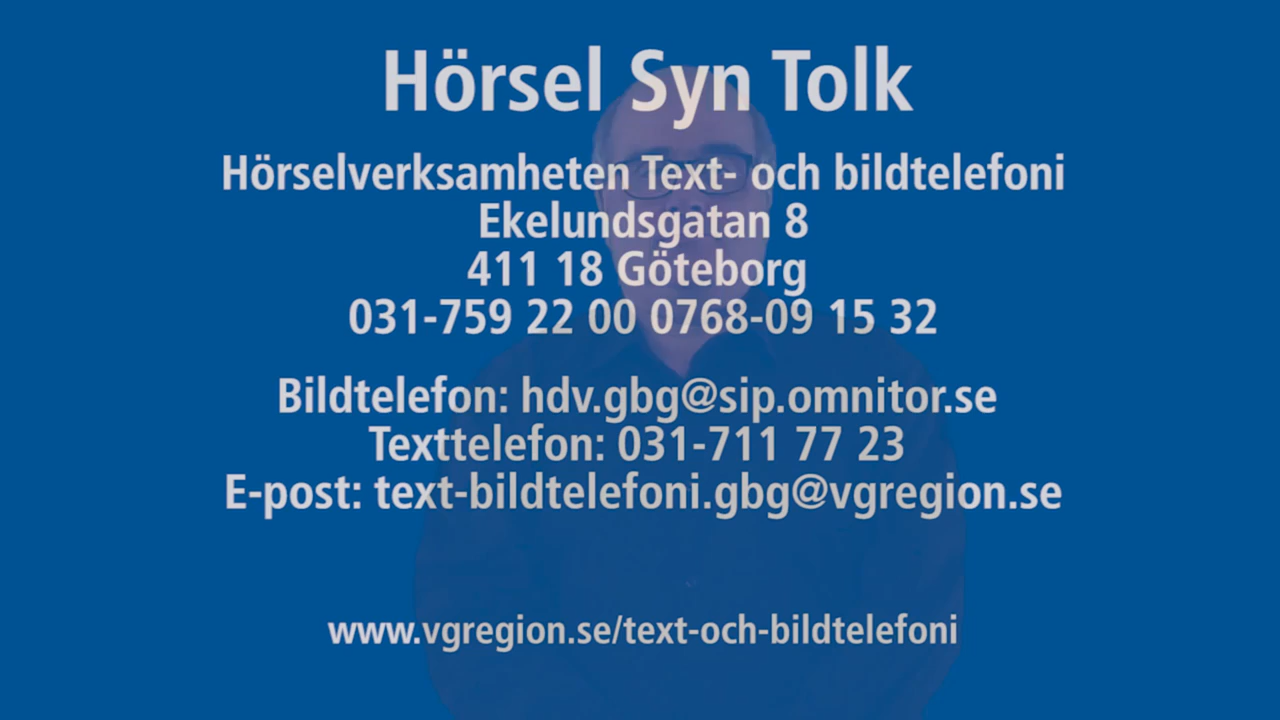 Hörsel Syn Tolk
Hörselverksamheten Text- och bildtelefoni
Ekelundsgatan 8
411 18 Göteborg
031-759 22 00 0768-09 15 32
Bildtelefon: hdv.gbg@sip.omnitor.se
Texttelefon: 031-711 77 23
E-post: text-bildtelefoni.gbg@vgregion.se
www.vgregion.se/text-och-bildtelefoni